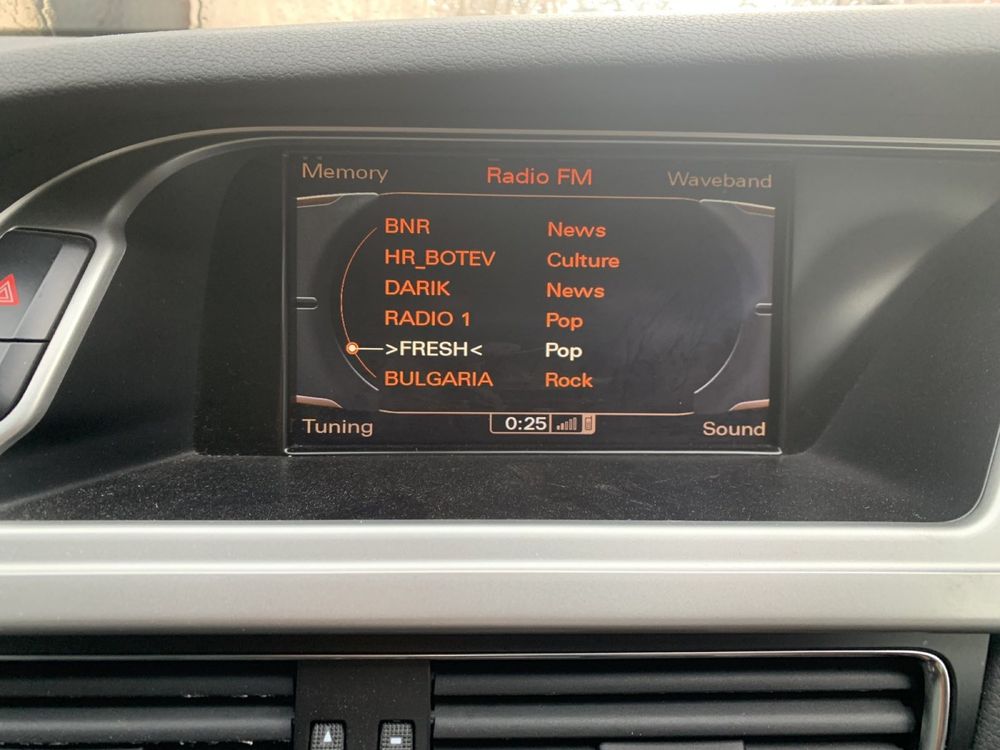 Memory Radio FM Waveband
BNR News
HR_BOTEV Culture
DARIK News
RADIO 1 Pop
>FRESH< Pop
BULGARIA Rock
Tuning 0:25 Sound